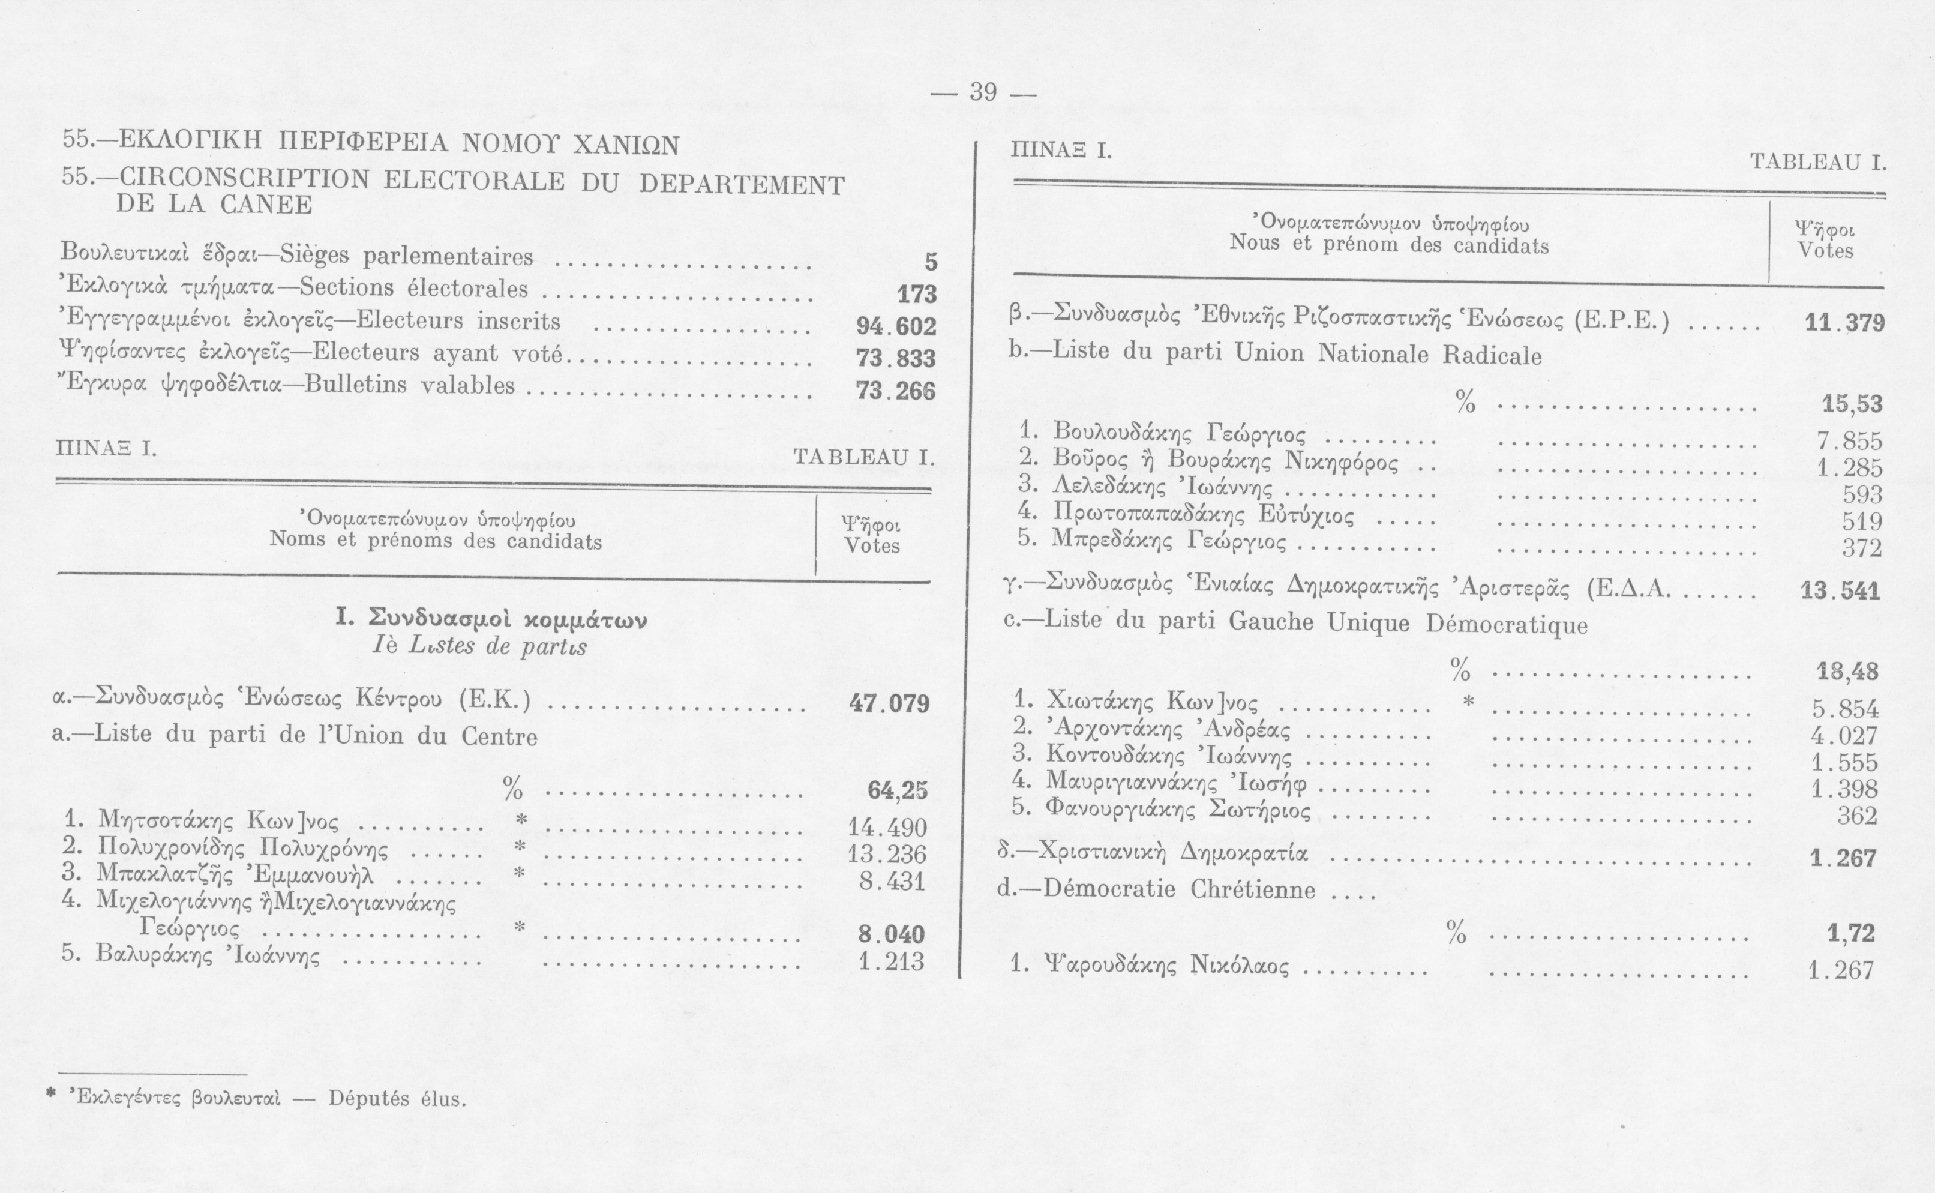 — 39 —
55.—ΕΚΛΟΓΙΚΗ ΠΕΡΙΦΕΡΕΙΑ ΝΟΜΟΥ ΧΑΝΙΩΝ
55.—CIRCONSCRIPTION ELECTORALE DU DEPARTEMENT
DE LA CANEE
Βουλευτικαὶ ἕδραι—Sièges parlementaires .................... 5
Ἐκλογικὰ τμήματα—Sections électorales ..................... 173
Ἐγγεγραμμένοι ἐκλογεῖς—Electeurs inscrits ................. 94.602
Ψηφίσαντες ἐκλογεῖς—Electeurs ayant voté................... 73.833
Ἔγκυρα ψηφοδέλτια—Bulletins valables ...................... 73.266
ΠΙΝΑΞ Ι. TABLEAU I.
Ὀνοματεπώνυμον ὑποψηφίου Ψῆφοι
Noms et prénoms des candidats Votes
I. Συνδυασμοὶ κομμάτων
Iè Lιstes de partιs
α.—Συνδυασμὸς Ἑνώσεως Κέντρου (Ε.Κ.) ...................... 47.079
a.—Liste du parti de l'Union du Centre
% .................... 64,25
1. Μητσοτάκης Κων]νος .......... * .................... 14.490
2. Πολυχρονίδης Πολυχρόνης ...... * .................... 13.236
3. Μπακλατζῆς Ἐμμανουὴλ ....... * .................... 8.431
4. Μιχελογιάννης ἢΜιχελογιαννάκης
Γεώργιος ................. * .................... 8.040
5. Βαλυράκης Ἰωάννης ........... .................... 1.213
* Ἐκλεγέντες βουλευταὶ — Députés élus.
ΠΙΝΑΞ Ι. TABLEAU I.
Ὀνοματεπώνυμον ὑποψηφίου Ψῆφοι
Nous et prénom des candidats Votes
β.—Συνδυασμὸς Ἐθνικῆς Ριζοσπαστικῆς Ἑνώσεως (Ε.Ρ.Ε.) ...... 11.379
b.—Liste du parti Union Nationale Radicale
% .................... 15,53
1. Βουλουδάκης Γεώργιος ......... .................... 7.855
2. Βοῦρος ἢ Βουράκης Νικηφόρος .. .................... 1.285
3. Λελεδάκης Ἰωάννης ............ .................... 593
4. Πρωτοπαπαδάκης Εὐτύχιος ..... .................... 519
5. Μπρεδάκης Γεώργιος ........... .................... 372
γ.—Συνδυασμὸς Ἑνιαίας Δημοκρατικῆς Ἀριστερᾶς (Ε.Δ.Α. ....... 13.541
c.—Liste du parti Gauche Unique Démocratique
% .................... 18,48
1. Χιωτάκης Κων]νος ............ * .................... 5.854
2. Ἀρχοντάκης Ἀνδρέας .......... .................... 4.027
3. Κοντουδάκης Ἰωάννης .......... .................... 1.555
4. Μαυριγιαννάκης Ἰωσήφ ......... .................... 1.398
5. Φανουργιάκης Σωτήριος ........ .................... 362
δ.—Χριστιανικὴ Δημοκρατία ................................ 1.267
d.—Démocratie Chrétienne ....
% .................... 1,72
1. Ψαρουδάκης Νικόλαος .......... .................... 1.267